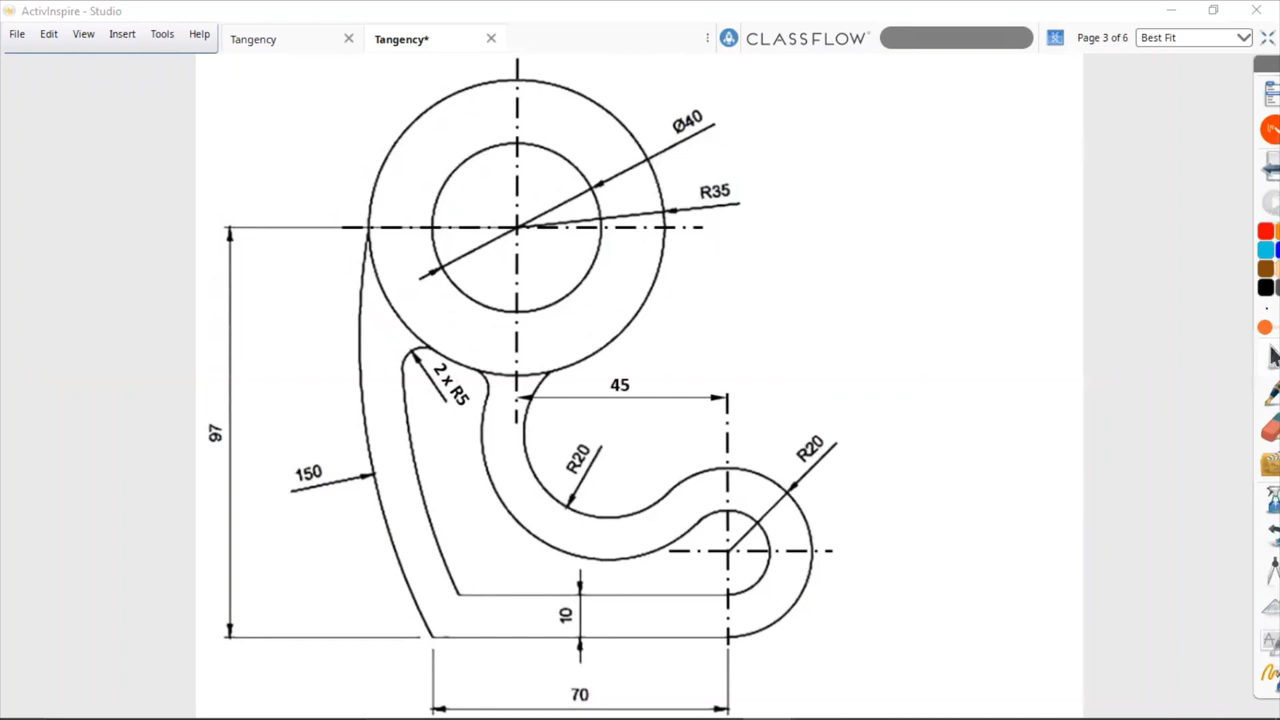 ActivInspire - Studio
File Edit View Insert Tools Help
Tangency
Tangency*
CLASSFLOW
Page 3 of 6
Best Fit
Ø40
R35
2 x R5
45
97
150
R20
R20
10
70